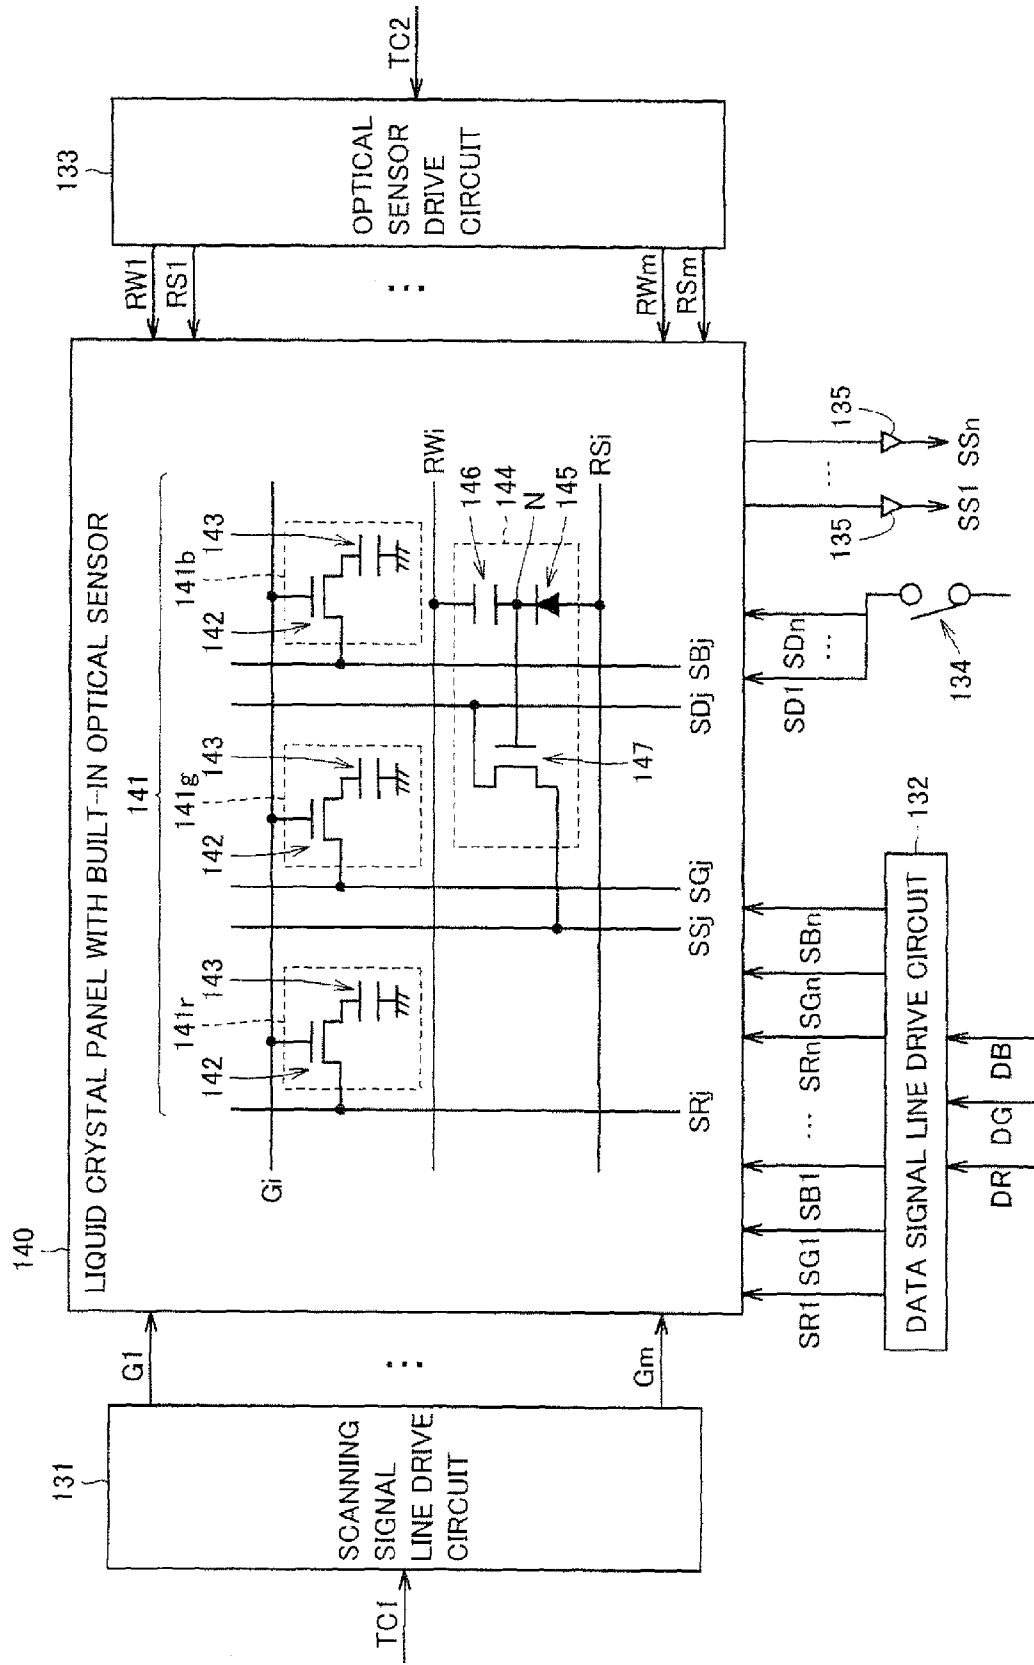 140
LIQUID CRYSTAL PANEL WITH BUILT-IN OPTICAL SENSOR
141
131
SCANNING
SIGNAL
LINE DRIVE
CIRCUIT
TC1
G1
...
Gm
133
OPTICAL
SENSOR
DRIVE
CIRCUIT
TC2
RW1
RS1
...
RWm
RSm
141r
142
143
141g
142
143
141b
142
143
Gi
RWi
146
144
N
145
147
RSi
SRj
SSj
SGj
SDj
SBj
SR1
SG1
SB1
...
SRn
SGn
SBn
SD1
SDn
...
134
135
...
135
SS1
SSn
132
DATA SIGNAL LINE DRIVE CIRCUIT
DR
DG
DB